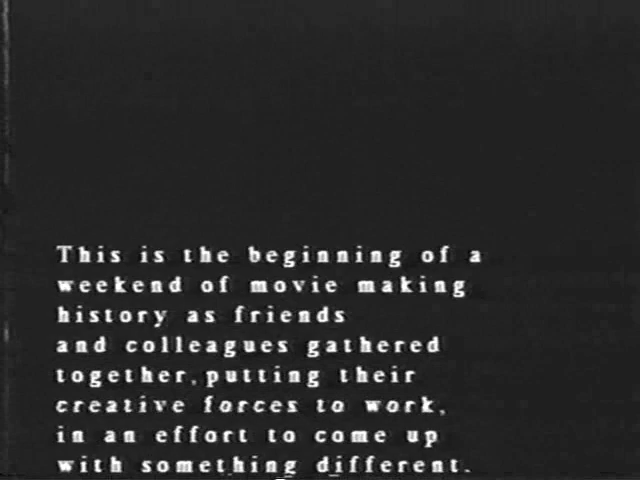 This is the beginning of a
weekend of movie making
history as friends
and colleagues gathered
together,putting their
creative forces to work,
in an effort to come up
with something different.